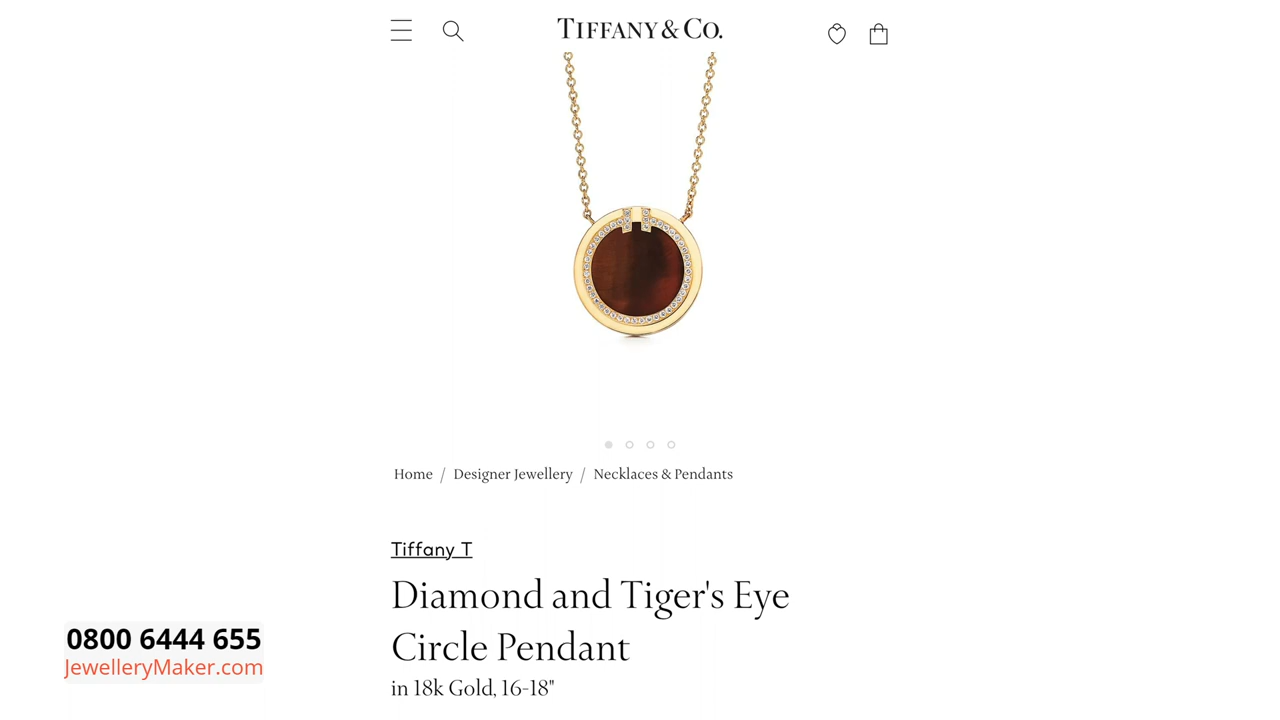 TIFFANY & CO.
Home / Designer Jewellery / Necklaces & Pendants
Tiffany T
Diamond and Tiger's Eye
Circle Pendant
in 18k Gold, 16-18"
0800 6444 655
JewelleryMaker.com